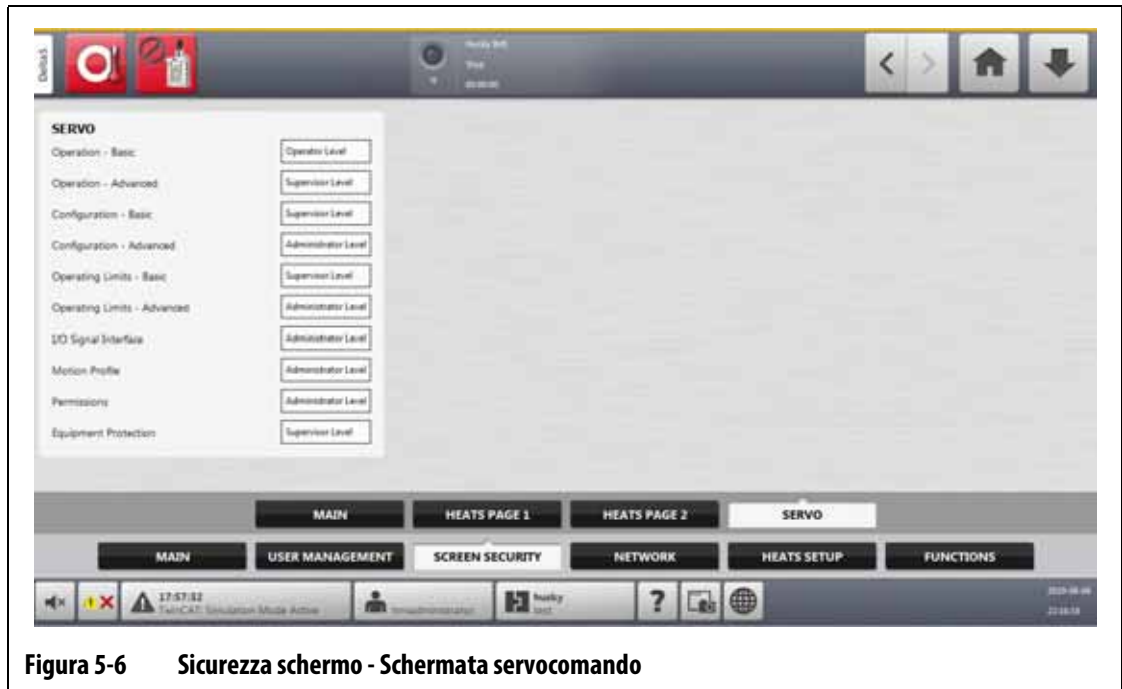 Delta5
SERVO
Operation - Basic Operator Level
Operation - Advanced Supervisor Level
Configuration - Basic Supervisor Level
Configuration - Advanced Administrator Level
Operating Limits - Basic Supervisor Level
Operating Limits - Advanced Administrator Level
I/O Signal Interface Administrator Level
Motion Profile Administrator Level
Permissions Administrator Level
Equipment Protection Supervisor Level
MAIN HEATS PAGE 1 HEATS PAGE 2 SERVO
MAIN USER MANAGEMENT SCREEN SECURITY NETWORK HEATS SETUP FUNCTIONS
17:57:32
TwinCAT: Simulation Mode Active
husky
test
?
Figura 5-6 Sicurezza schermo - Schermata servocomando